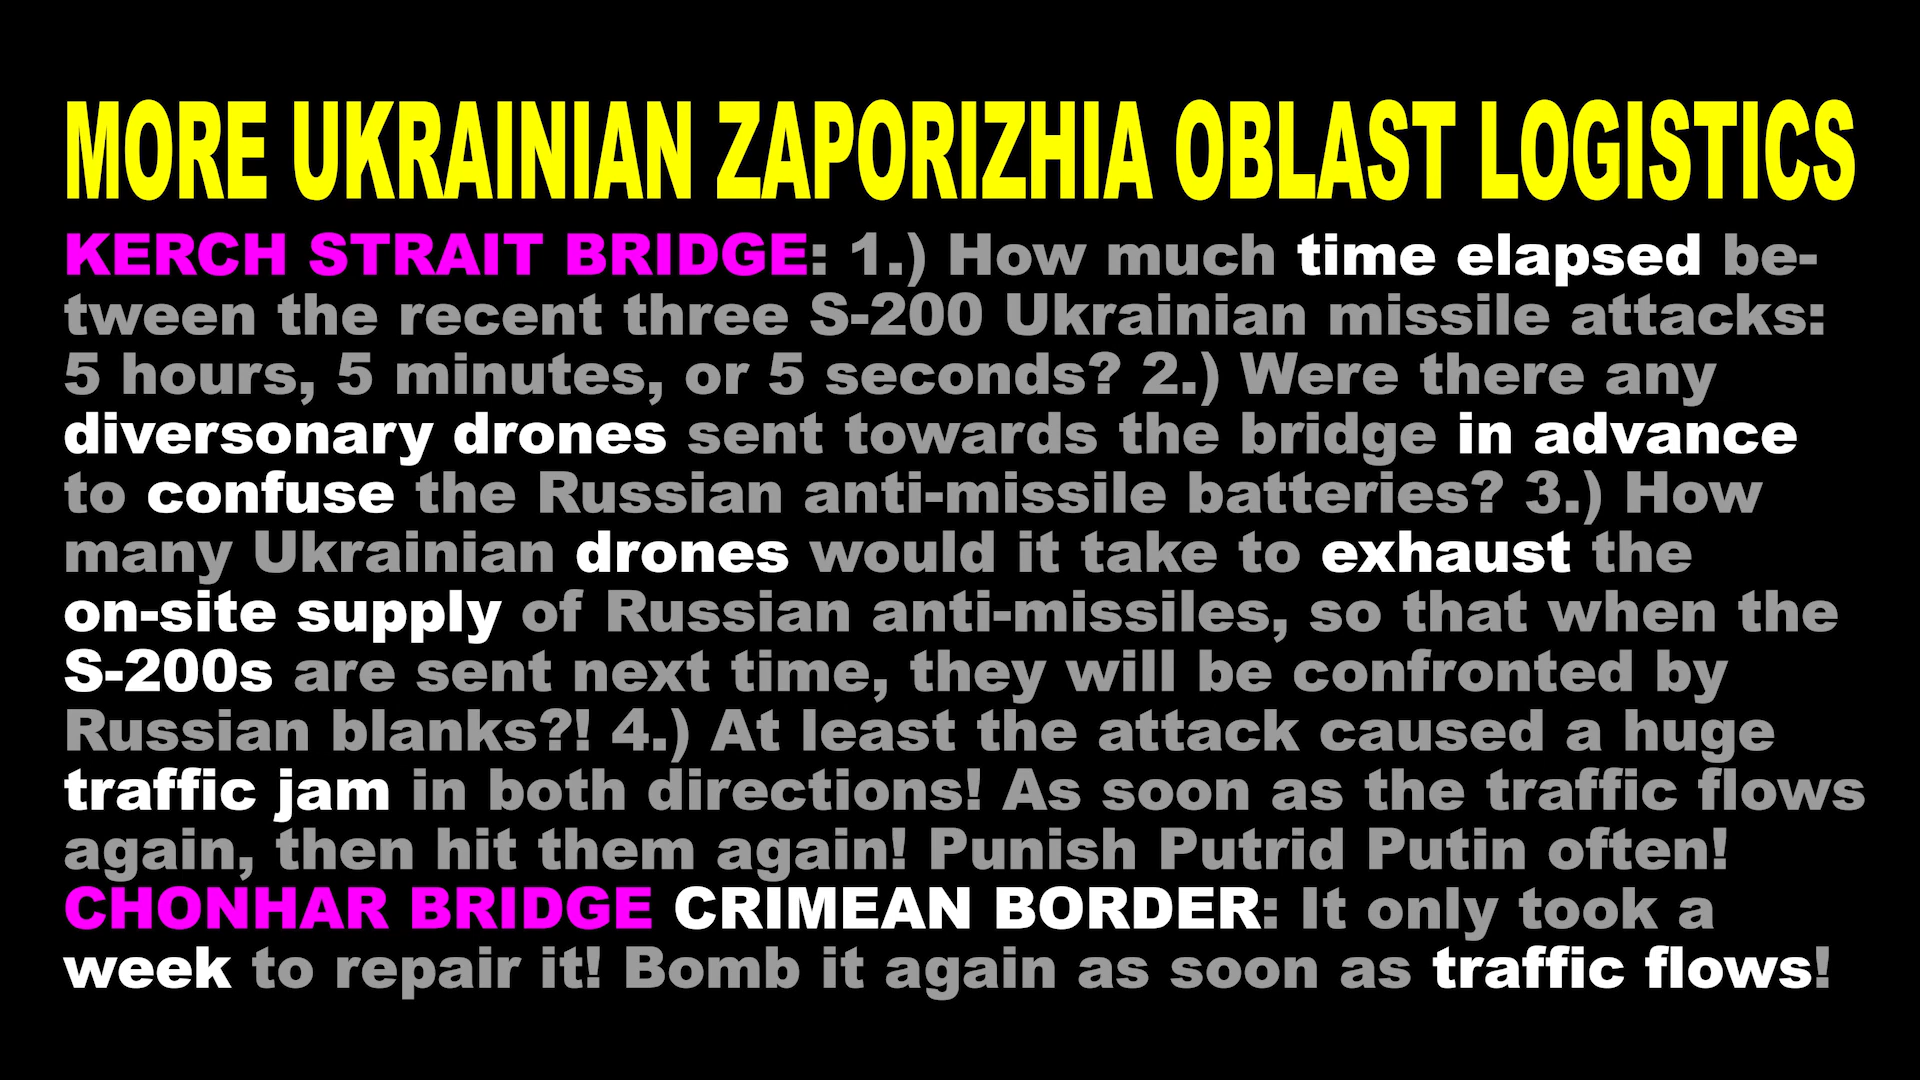 MORE UKRAINIAN ZAPORIZHIA OBLAST LOGISTICS
KERCH STRAIT BRIDGE: 1.) How much time elapsed be-
tween the recent three S-200 Ukrainian missile attacks:
5 hours, 5 minutes, or 5 seconds? 2.) Were there any
diversonary drones sent towards the bridge in advance
to confuse the Russian anti-missile batteries? 3.) How
many Ukrainian drones would it take to exhaust the
on-site supply of Russian anti-missiles, so that when the
S-200s are sent next time, they will be confronted by
Russian blanks?! 4.) At least the attack caused a huge
traffic jam in both directions! As soon as the traffic flows
again, then hit them again! Punish Putrid Putin often!
CHONHAR BRIDGE CRIMEAN BORDER: It only took a
week to repair it! Bomb it again as soon as traffic flows!